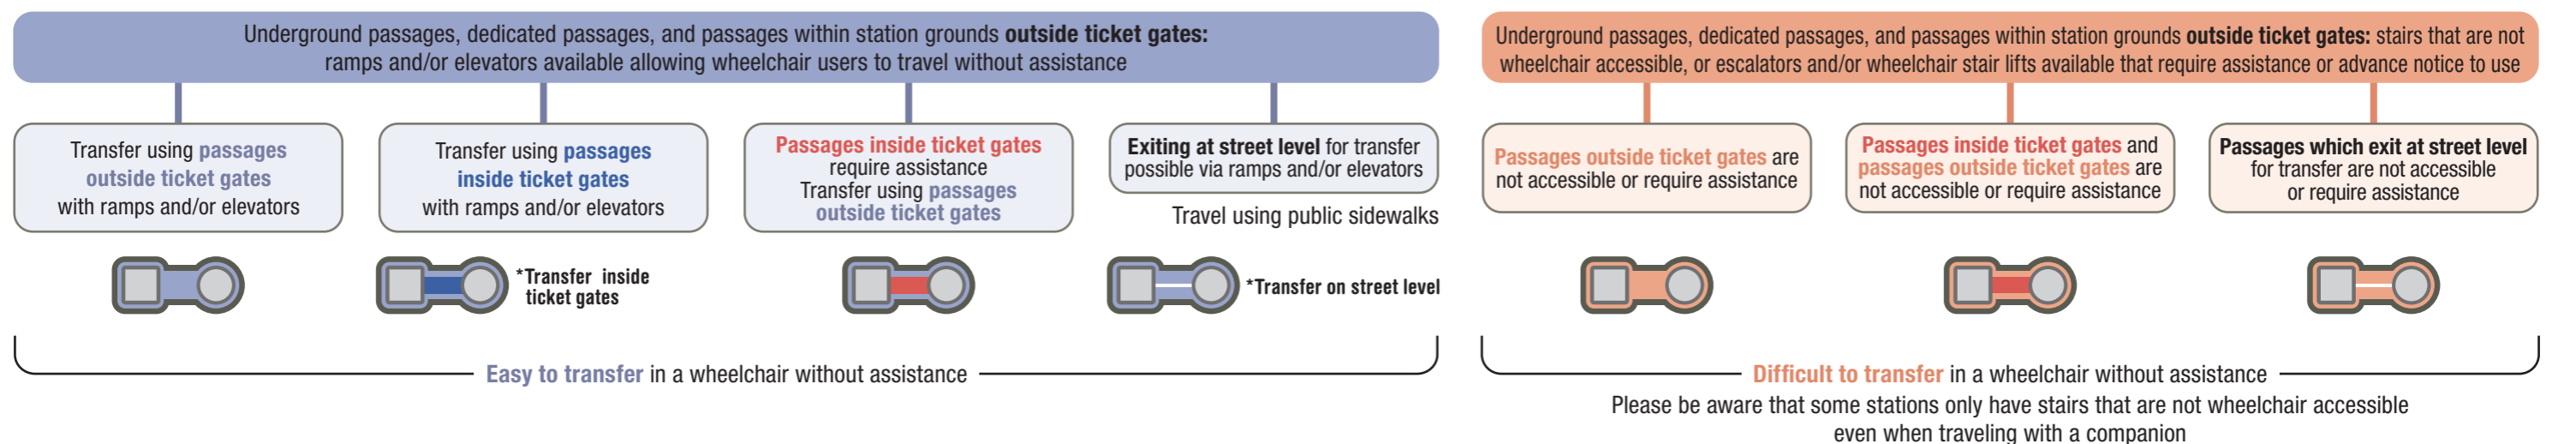 Underground passages, dedicated passages, and passages within station grounds outside ticket gates:
ramps and/or elevators available allowing wheelchair users to travel without assistance
Transfer using passages
outside ticket gates
with ramps and/or elevators
Transfer using passages
inside ticket gates
with ramps and/or elevators
Passages inside ticket gates
require assistance
Transfer using passages
outside ticket gates
Exiting at street level for transfer
possible via ramps and/or elevators
Travel using public sidewalks
*Transfer inside
ticket gates
*Transfer on street level
Easy to transfer in a wheelchair without assistance
Underground passages, dedicated passages, and passages within station grounds outside ticket gates: stairs that are not
wheelchair accessible, or escalators and/or wheelchair stair lifts available that require assistance or advance notice to use
Passages outside ticket gates are
not accessible or require assistance
Passages inside ticket gates and
passages outside ticket gates are
not accessible or require assistance
Passages which exit at street level
for transfer are not accessible
or require assistance
Difficult to transfer in a wheelchair without assistance
Please be aware that some stations only have stairs that are not wheelchair accessible
even when traveling with a companion